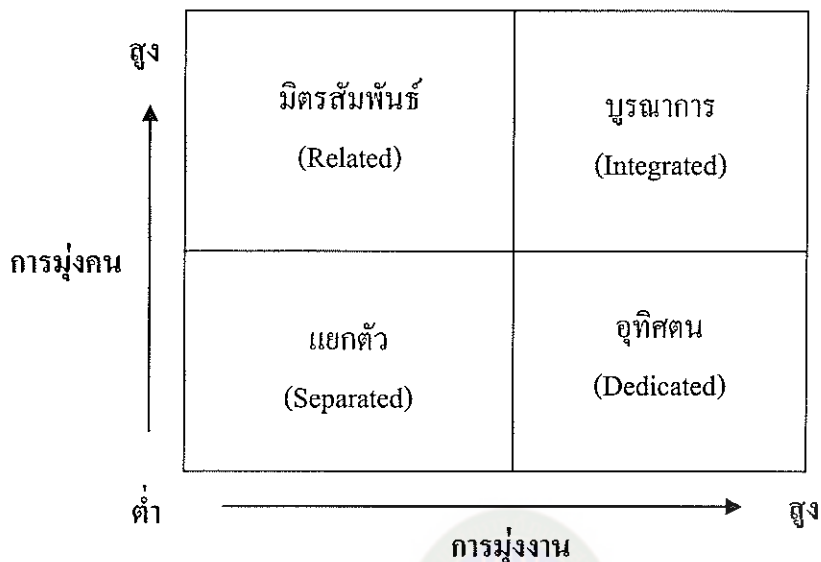 สูง
มิตรสัมพันธ์
(Related)
บูรณาการ
(Integrated)
การมุ่งคน
แยกตัว
(Separated)
อุทิศตน
(Dedicated)
ต่ำ
สูง
การมุ่งงาน